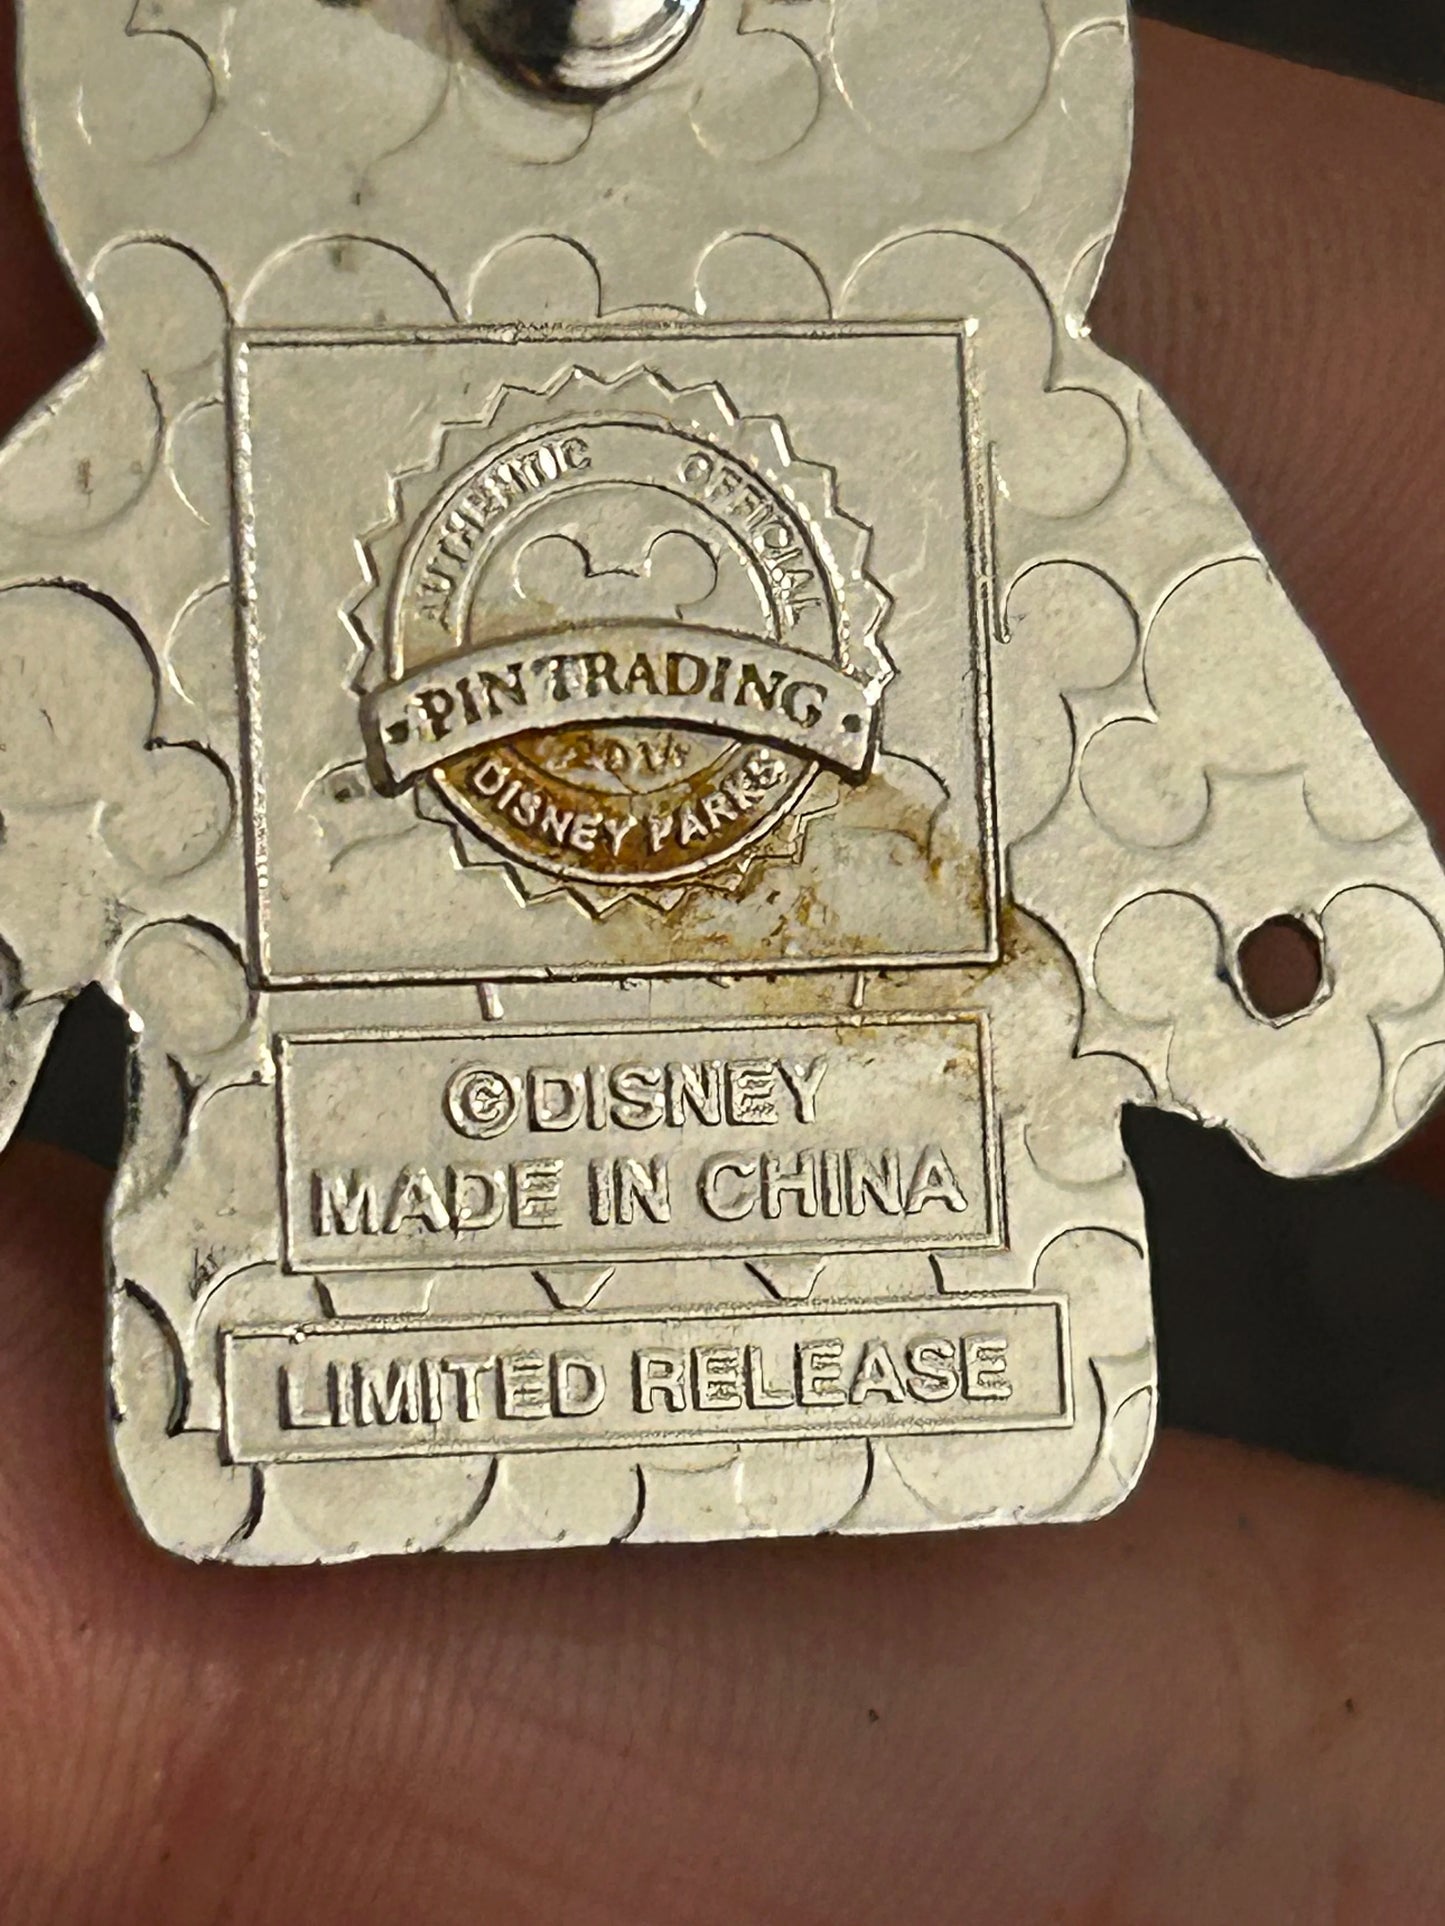 AUTHENTIC OFFICIAL
• PIN TRADING •
DISNEY PARKS
©DISNEY
MADE IN CHINA
LIMITED RELEASE